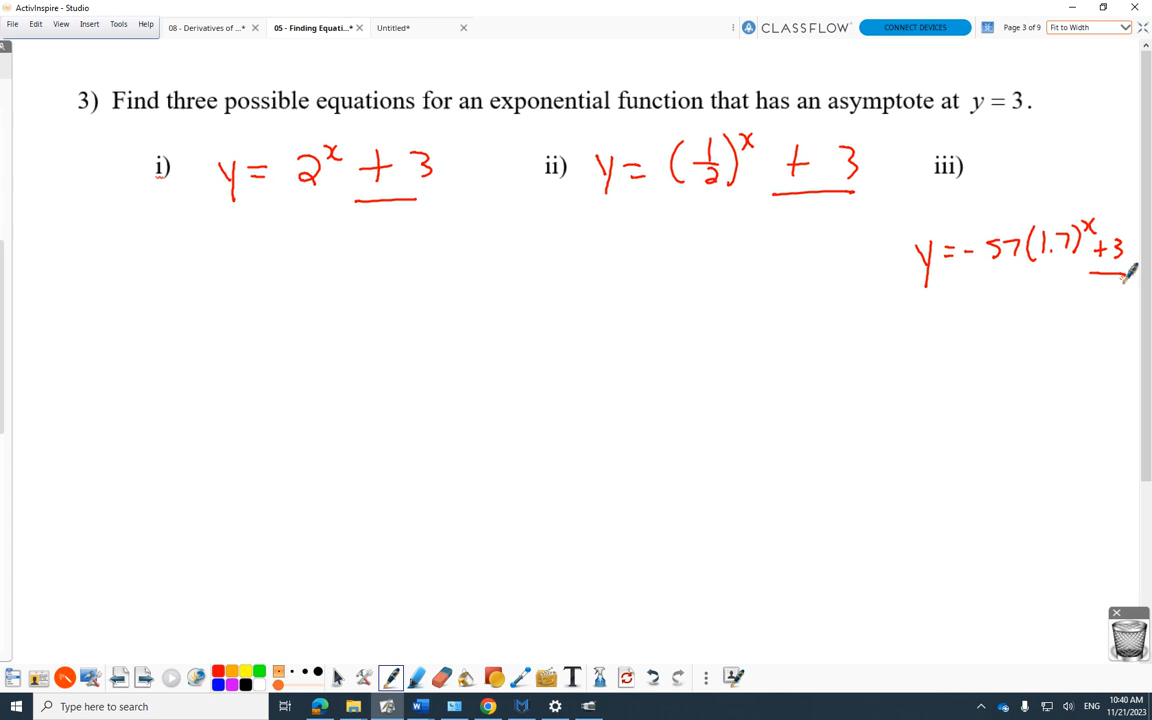 ActivInspire - Studio
File Edit View Insert Tools Help
08 - Derivatives of ...* 05 - Finding Equati...* Untitled*
CLASSFLOW CONNECT DEVICES Page 3 of 9 Fit to Width
3) Find three possible equations for an exponential function that has an asymptote at y = 3.
i) y = 2^x + 3 ii) y = (1/2)^x + 3 iii)
y = - 57(1.7)^x + 3
Type here to search
ENG
10:40 AM
11/21/2023